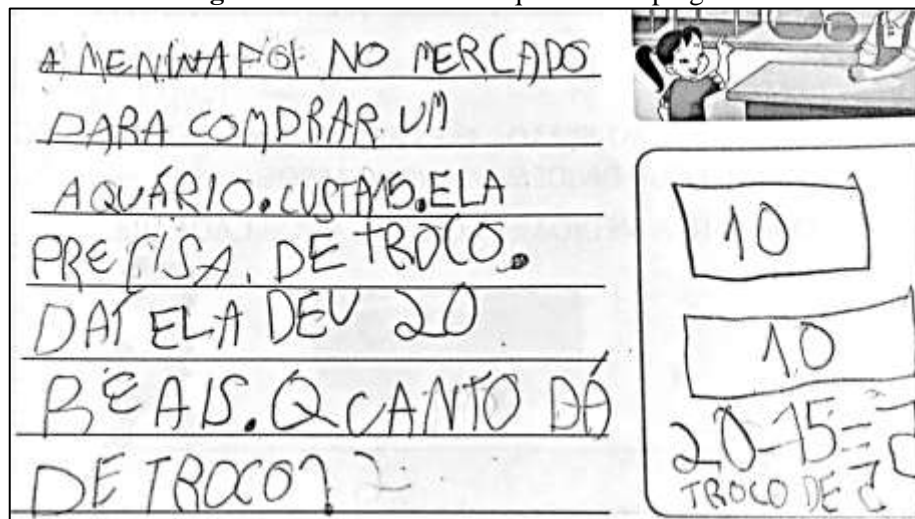 A MENINA FOI NO MERCADO
PARA COMPRAR UM
AQUÁRIO. CUSTA 15. ELA
PRECISA. DE TROCO.
DAÍ ELA DEU 20
REAIS. QCANTO DÁ
DE TROCO?
10
10
20-15=
TROCO DE